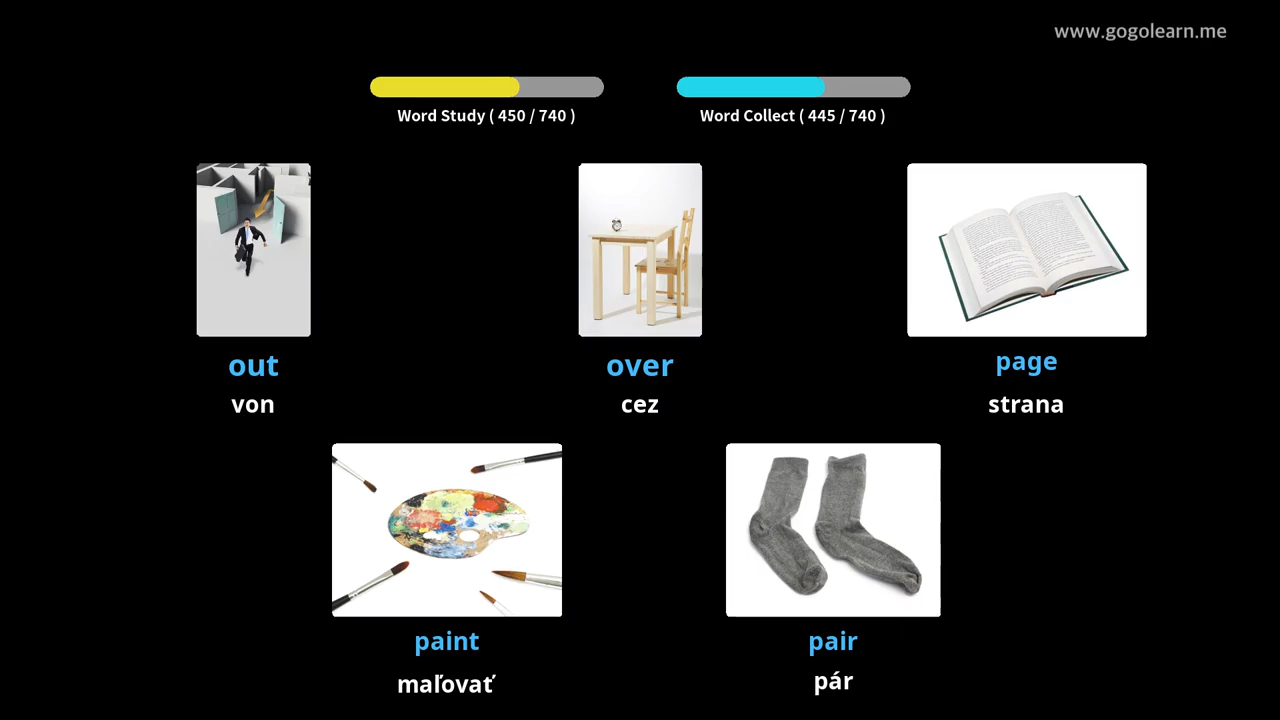 www.gogolearn.me
Word Study ( 450 / 740 )
Word Collect ( 445 / 740 )
out
over
page
von
cez
strana
paint
pair
maľovať
pár